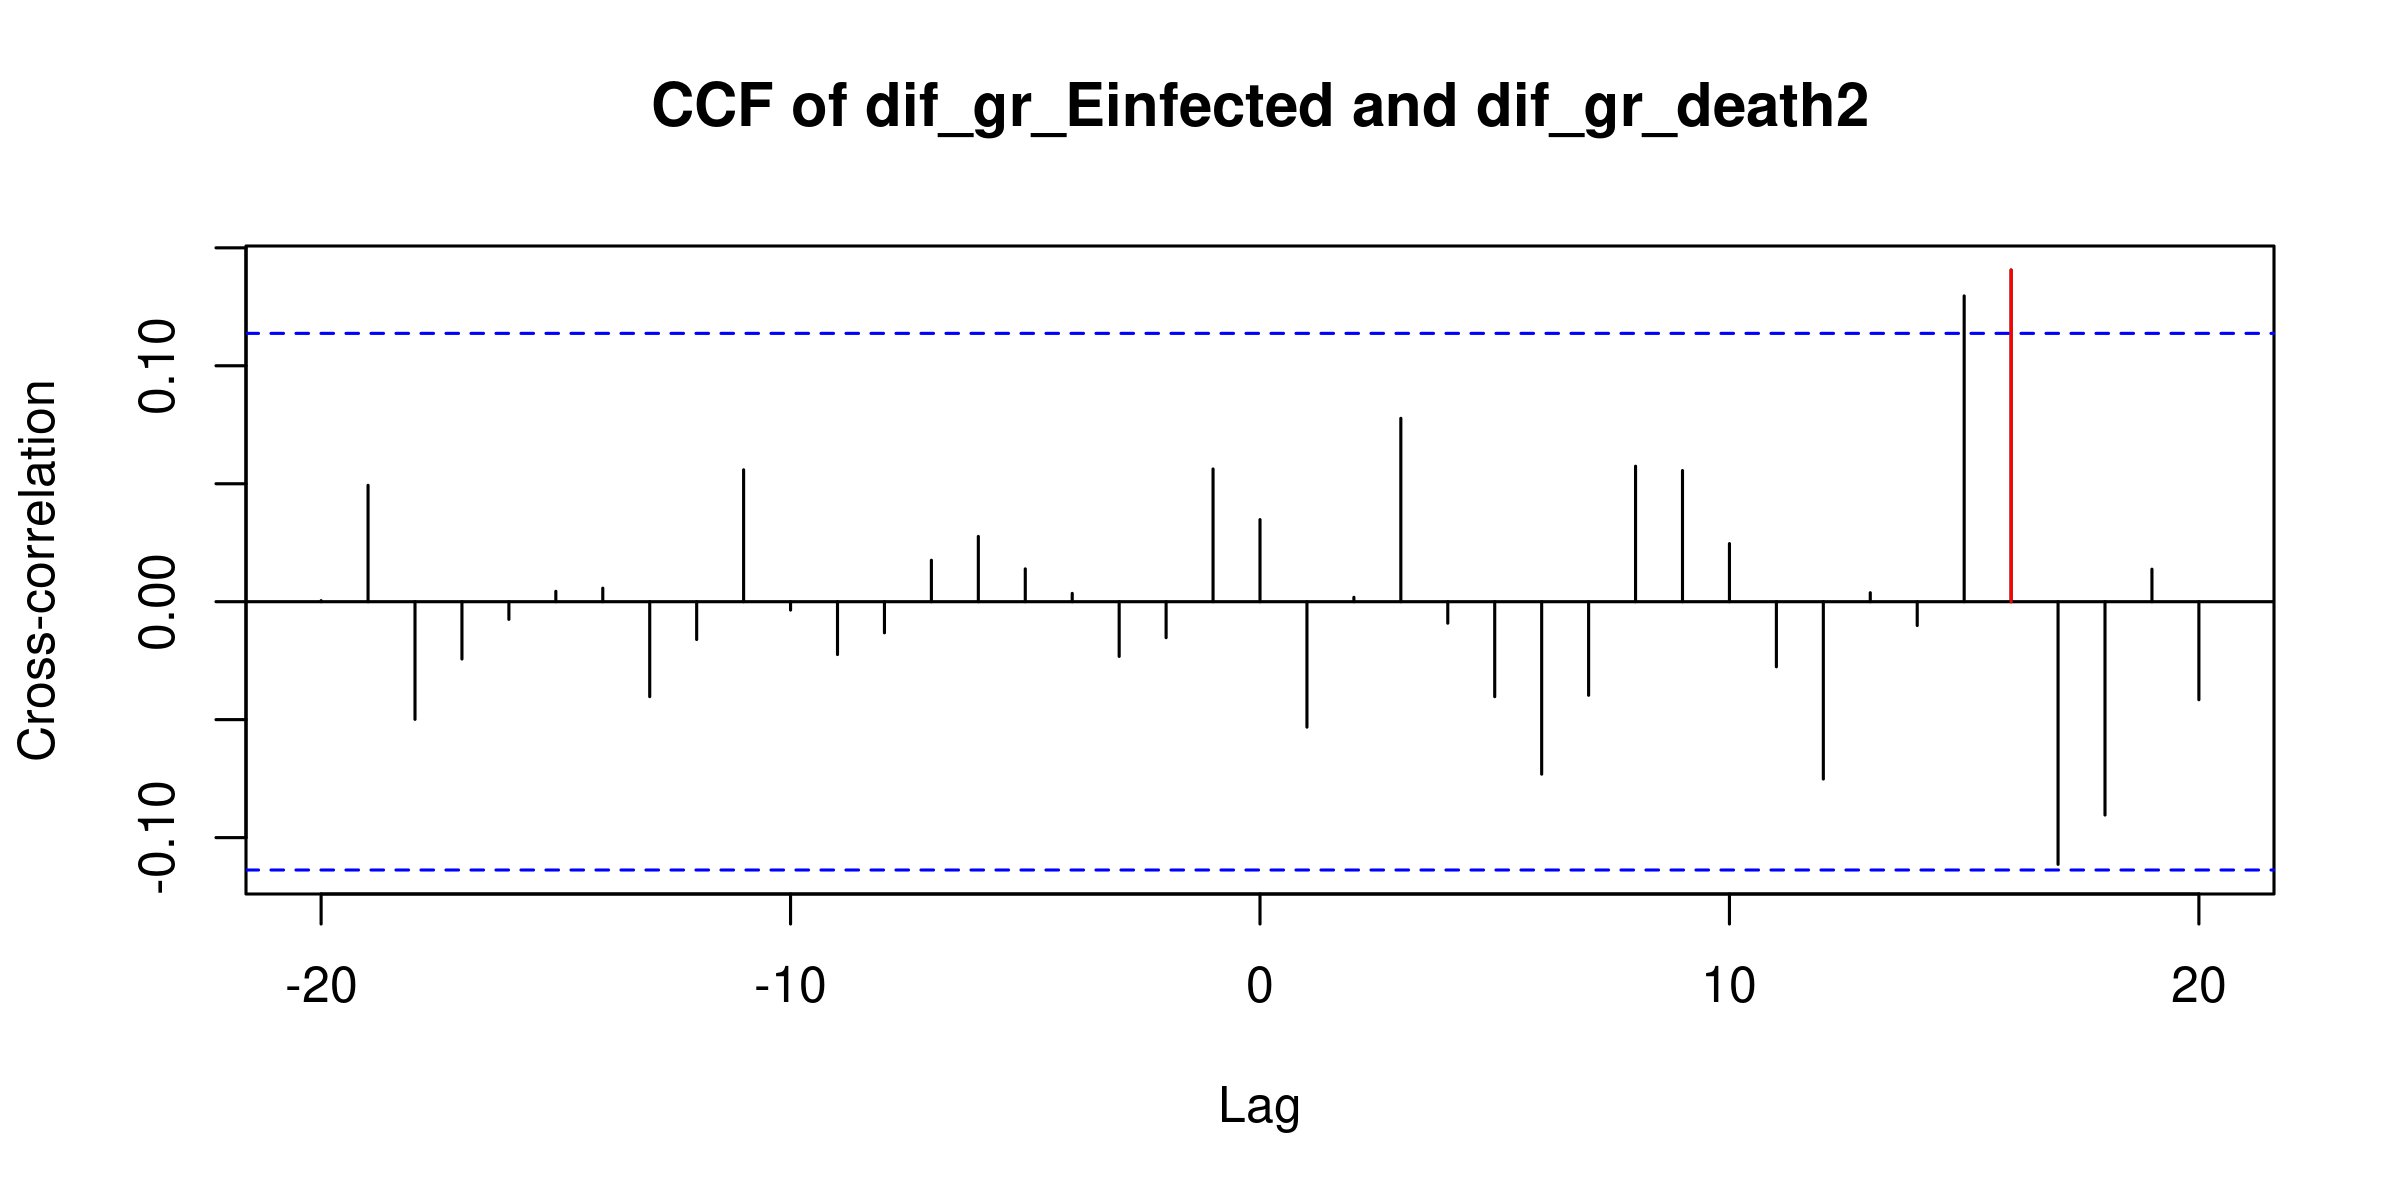 CCF of dif_gr_Einfected and dif_gr_death2
Cross-correlation
0.10
0.00
-0.10
-20 -10 0 10 20
Lag